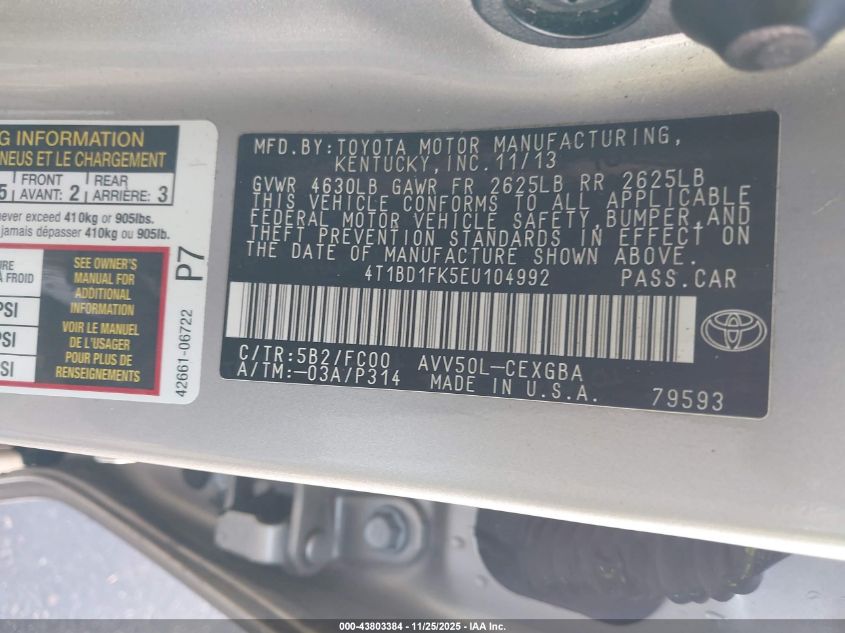 G INFORMATION
NEUS ET LE CHARGEMENT
5 FRONT AVANT: 2 REAR ARRIÈRE: 3
never exceed 410kg or 905lbs.
jamais dépasser 410kg ou 905lb.
URE
À FROID
PSI
PSI
SI
SEE OWNER'S
MANUAL FOR
ADDITIONAL
INFORMATION
VOIR LE MANUEL
DE L'USAGER
POUR PLUS DE
RENSEIGNEMENTS
P7
42661-06722
MFD.BY:TOYOTA MOTOR MANUFACTURING,
KENTUCKY,INC.11/13
GVWR 4630LB GAWR FR 2625LB RR 2625LB
THIS VEHICLE CONFORMS TO ALL APPLICABLE
FEDERAL MOTOR VEHICLE SAFETY,BUMPER,AND
THEFT PREVENTION STANDARDS IN EFFECT ON
THE DATE OF MANUFACTURE SHOWN ABOVE.
4T1BD1FK5EU104992 PASS.CAR
C/TR:5B2/FC00 AVV50L-CEXGBA
A/TM:-03A/P314 MADE IN U.S.A.
79593
000-43803384 | 11/25/2025 - IAA Inc.